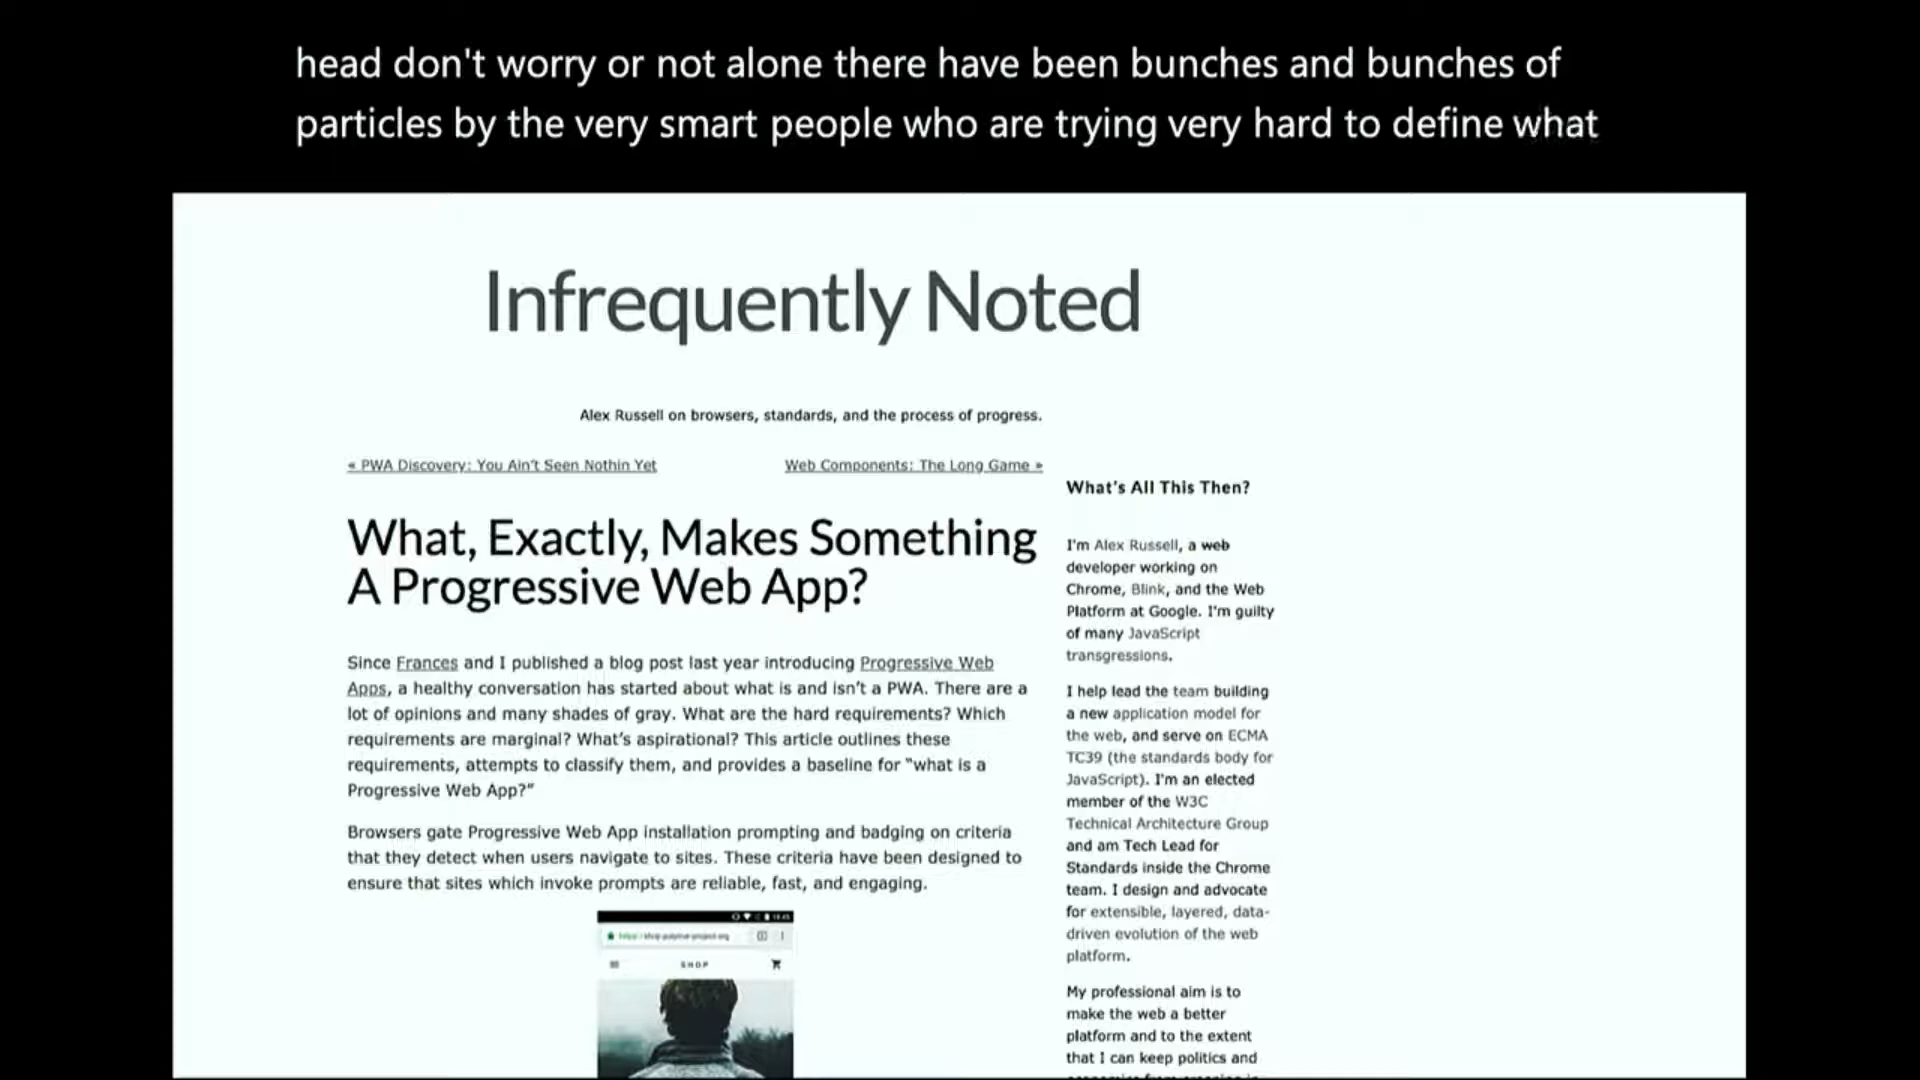 head don't worry or not alone there have been bunches and bunches of
particles by the very smart people who are trying very hard to define what
Infrequently Noted
Alex Russell on browsers, standards, and the process of progress.
« PWA Discovery: You Ain't Seen Nothin Yet
Web Components: The Long Game »
What, Exactly, Makes Something
A Progressive Web App?
Since Frances and I published a blog post last year introducing Progressive Web
Apps, a healthy conversation has started about what is and isn't a PWA. There are a
lot of opinions and many shades of gray. What are the hard requirements? Which
requirements are marginal? What's aspirational? This article outlines these
requirements, attempts to classify them, and provides a baseline for "what is a
Progressive Web App?"
Browsers gate Progressive Web App installation prompting and badging on criteria
that they detect when users navigate to sites. These criteria have been designed to
ensure that sites which invoke prompts are reliable, fast, and engaging.
SHOP
What's All This Then?
I'm Alex Russell, a web
developer working on
Chrome, Blink, and the Web
Platform at Google. I'm guilty
of many JavaScript
transgressions.
I help lead the team building
a new application model for
the web, and serve on ECMA
TC39 (the standards body for
JavaScript). I'm an elected
member of the W3C
Technical Architecture Group
and am Tech Lead for
Standards inside the Chrome
team. I design and advocate
for extensible, layered, data-
driven evolution of the web
platform.
My professional aim is to
make the web a better
platform and to the extent
that I can keep politics and